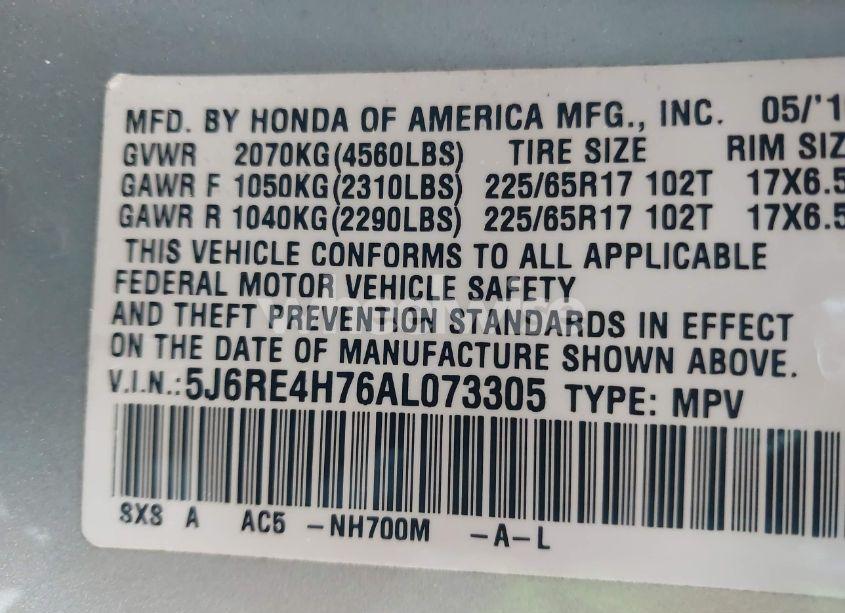 MFD. BY HONDA OF AMERICA MFG., INC. 05/'1
GVWR 2070KG(4560LBS) TIRE SIZE RIM SIZ
GAWR F 1050KG(2310LBS) 225/65R17 102T 17X6.5
GAWR R 1040KG(2290LBS) 225/65R17 102T 17X6.5
THIS VEHICLE CONFORMS TO ALL APPLICABLE
FEDERAL MOTOR VEHICLE SAFETY
AND THEFT PREVENTION STANDARDS IN EFFECT
ON THE DATE OF MANUFACTURE SHOWN ABOVE.
V.I.N.:5J6RE4H76AL073305 TYPE: MPV
SXS A AC5 -NH700M -A-L